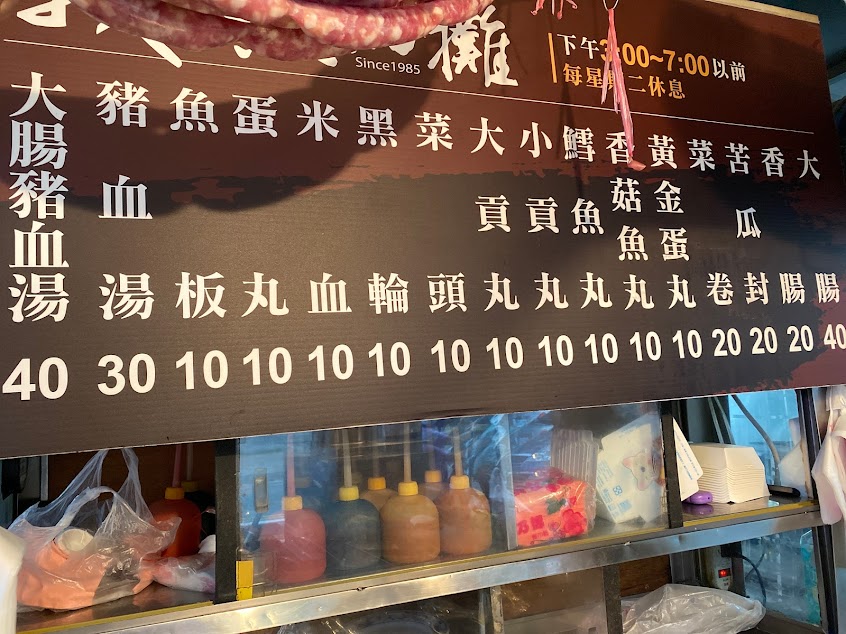 攤
Since1985
下午3:00~7:00以前
每星期二休息
大腸豬血湯 40
豬血湯 30
魚板 10
蛋丸 10
米血 10
黑輪 10
菜頭 10
大貢丸 10
小貢丸 10
鱈魚丸 10
香菇魚丸 10
黃金蛋丸 10
菜卷 20
苦瓜封 20
香腸 20
大腸 40